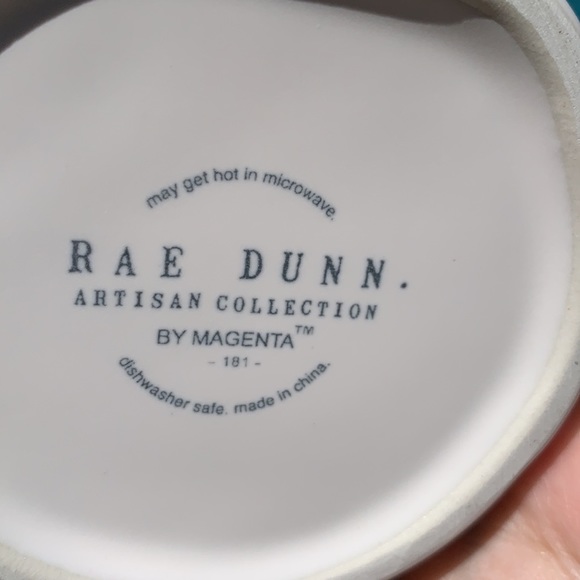 may get hot in microwave.
RAE DUNN.
ARTISAN COLLECTION
BY MAGENTA™
- 181 -
dishwasher safe. made in china.